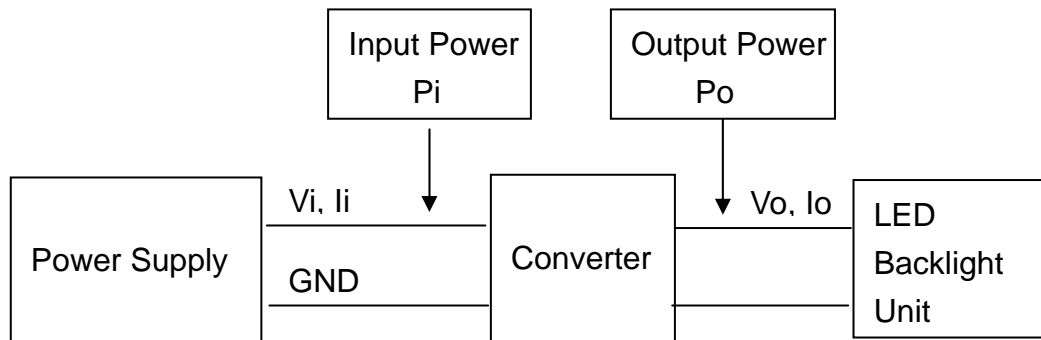 Input Power
Pi
Output Power
Po
Power Supply
Vi, Ii
GND
Converter
Vo, Io
LED
Backlight
Unit